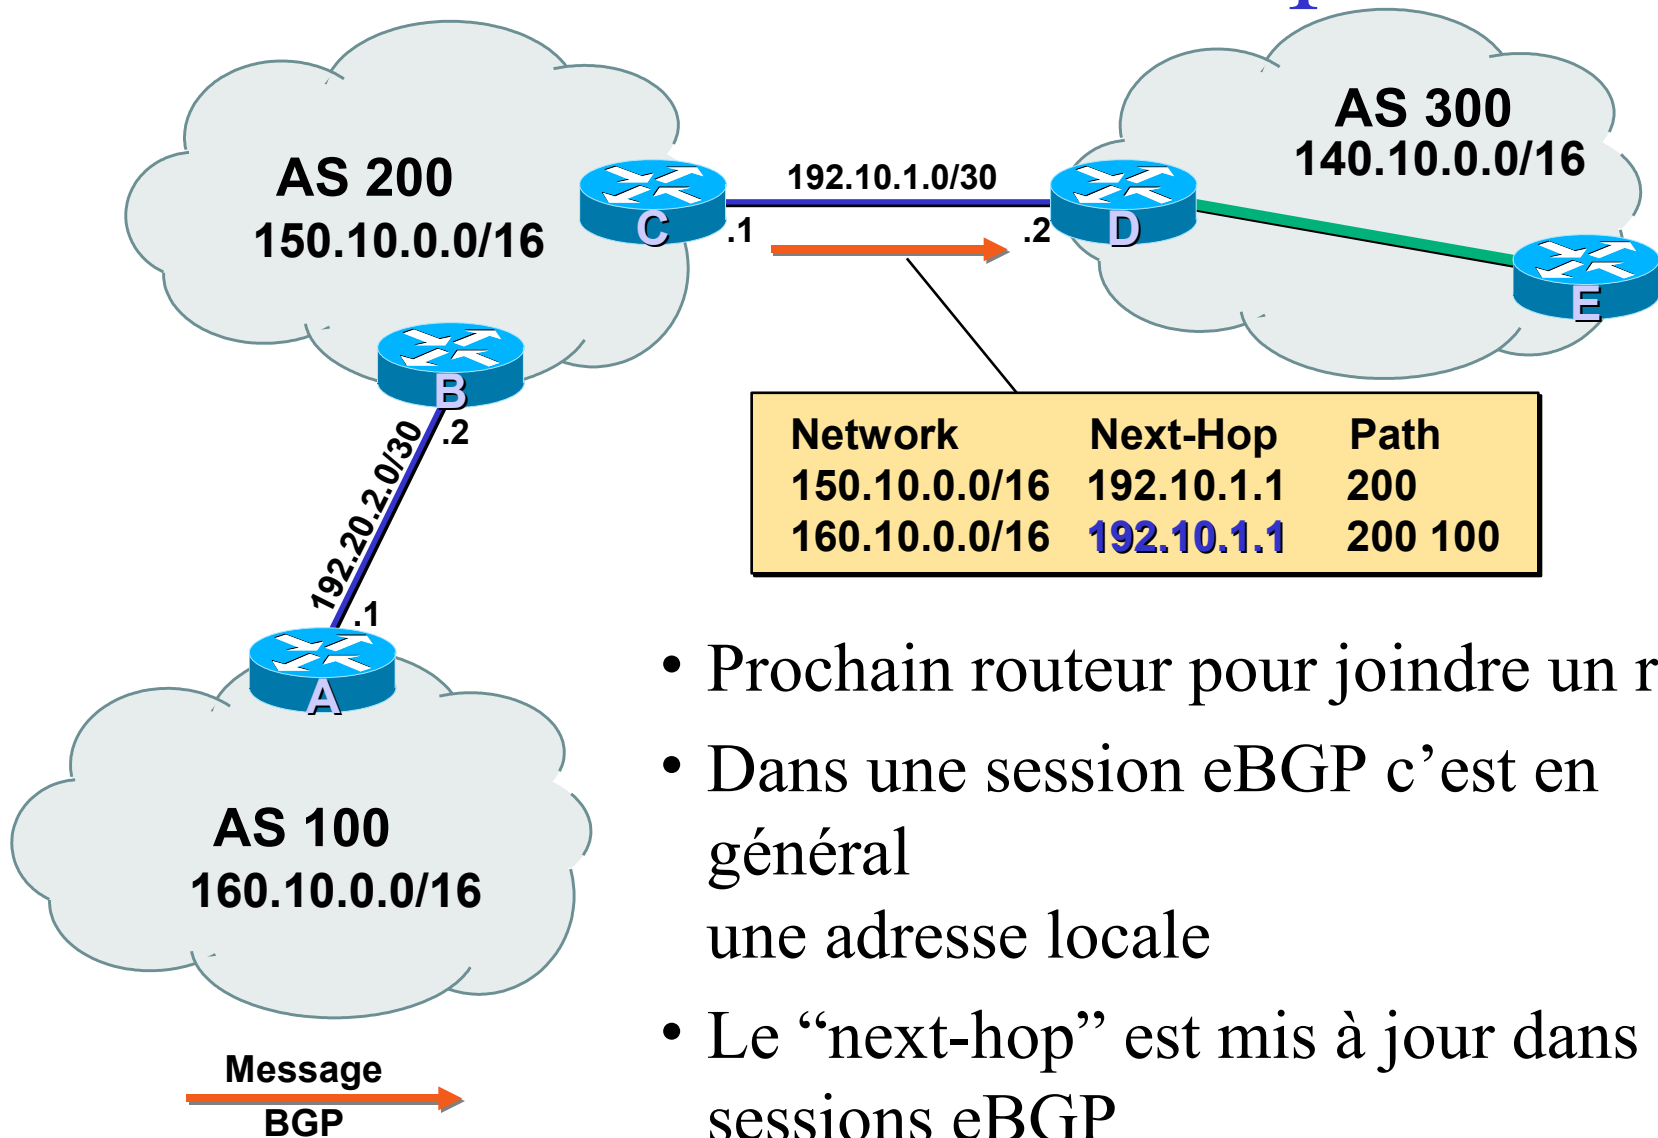 AS 300
140.10.0.0/16
AS 200
150.10.0.0/16
192.10.1.0/30
C
.1
.2
D
E
B
.2
192.20.2.0/30
.1
A
Network Next-Hop Path
150.10.0.0/16 192.10.1.1 200
160.10.0.0/16 192.10.1.1 200 100
AS 100
160.10.0.0/16
Message
BGP
• Prochain routeur pour joindre un r
• Dans une session eBGP c’est en
général
une adresse locale
• Le “next-hop” est mis à jour dans
sessions eBGP